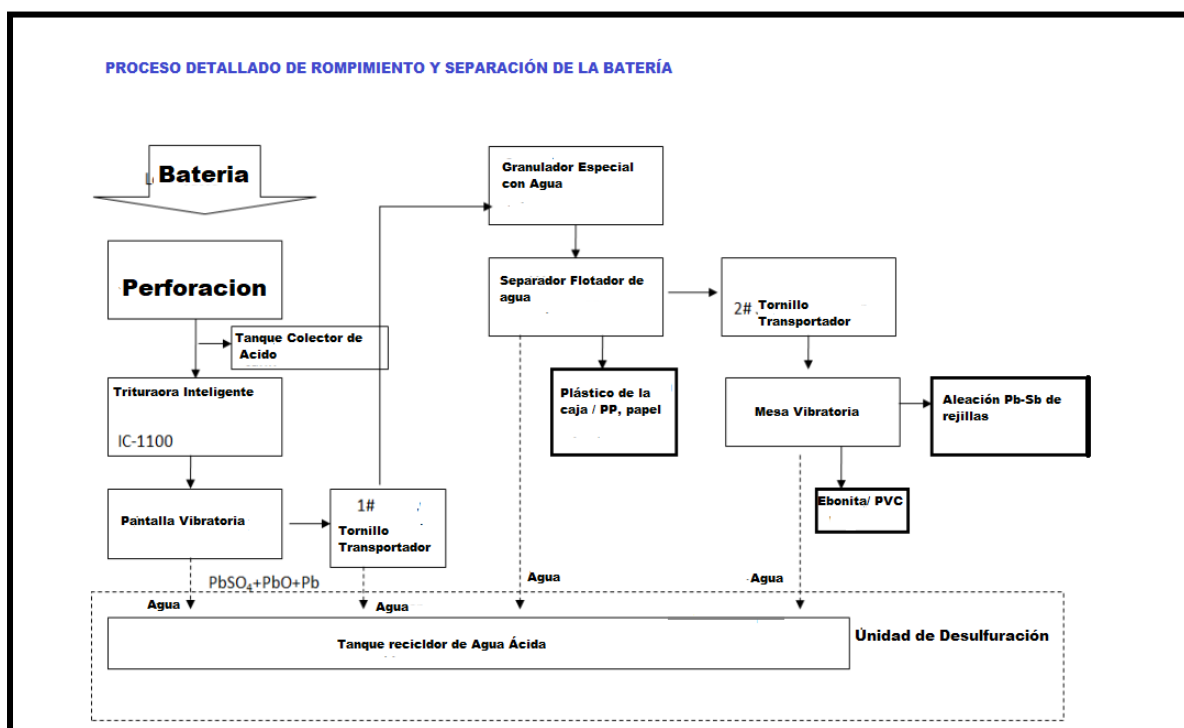 PROCESO DETALLADO DE ROMPIMIENTO Y SEPARACIÓN DE LA BATERÍA
Bateria
Perforacion
Tanque Colector de
Acido
Trituraora Inteligente
IC-1100
Pantalla Vibratoria
1#
Tornillo
Transportador
Granulador Especial
con Agua
Separador Flotador de
agua
2# Tornillo
Transportador
Plástico de la
caja / PP, papel
Mesa Vibratoria
Aleación Pb-Sb de
rejillas
Ebonita/ PVC
PbSO₄+PbO+Pb
Agua
Agua
Agua
Agua
Tanque recicldor de Agua Ácida
Unidad de Desulfuración